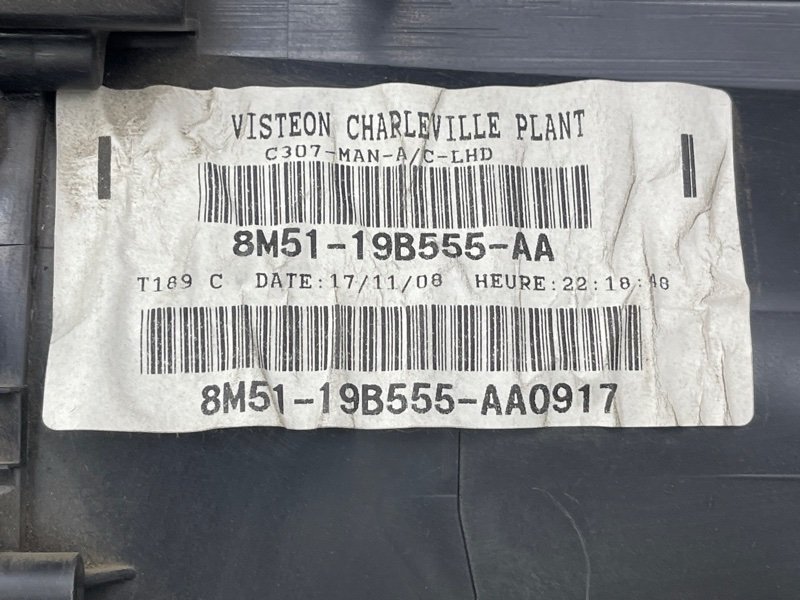 VISTEON CHARLEVILLE PLANT
C307-MAN-A/C-LHD
8M51-19B555-AA
T189 C DATE:17/11/08 HEURE:22:18:48
8M51-19B555-AA0917